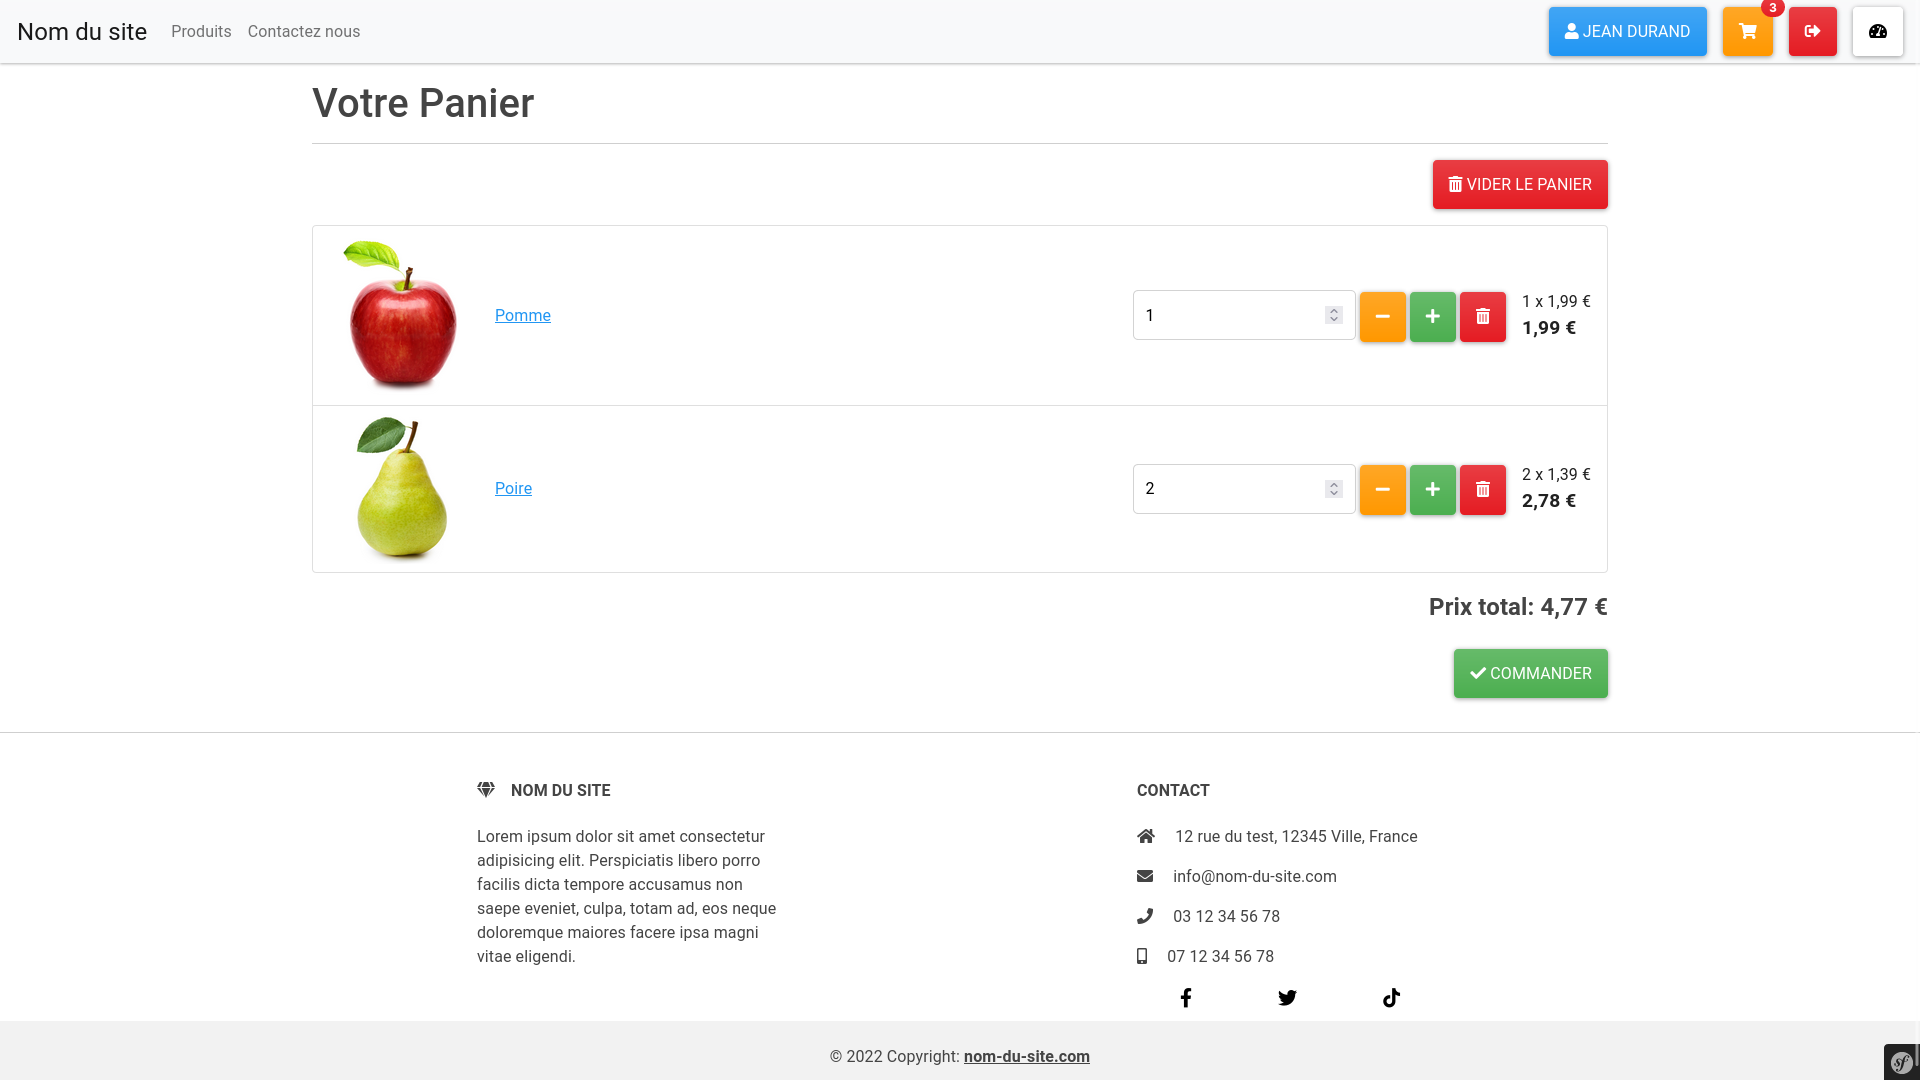 Nom du site Produits Contactez nous JEAN DURAND 3
Votre Panier
VIDER LE PANIER
Pomme 1 1 x 1,99 €
1,99 €
Poire 2 2 x 1,39 €
2,78 €
Prix total: 4,77 €
COMMANDER
NOM DU SITE
Lorem ipsum dolor sit amet consectetur
adipisicing elit. Perspiciatis libero porro
facilis dicta tempore accusamus non
saepe eveniet, culpa, totam ad, eos neque
doloremque maiores facere ipsa magni
vitae eligendi.
CONTACT
12 rue du test, 12345 Ville, France
info@nom-du-site.com
03 12 34 56 78
07 12 34 56 78
© 2022 Copyright: nom-du-site.com
sf